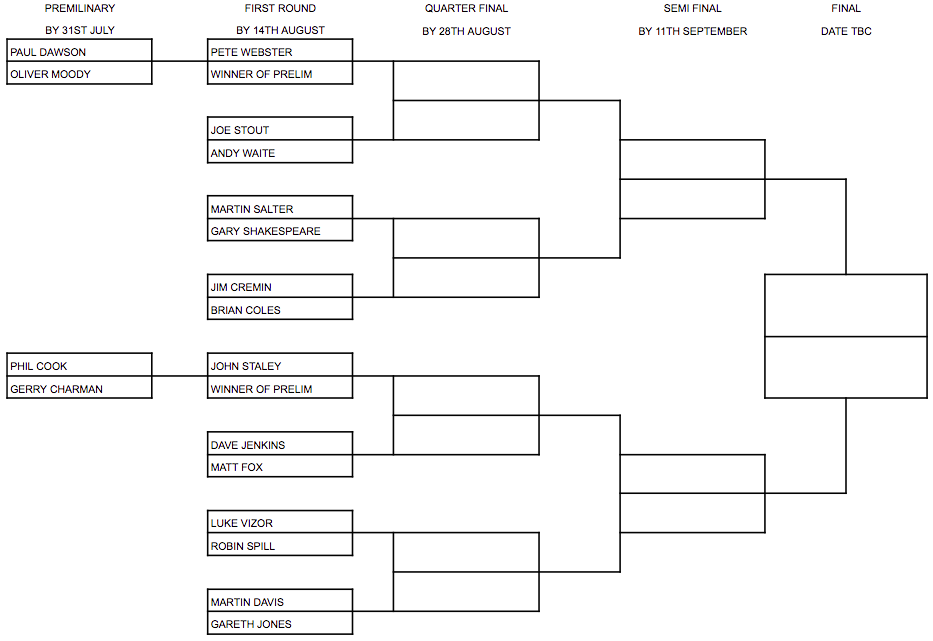 PREMILINARY
FIRST ROUND
QUARTER FINAL
SEMI FINAL
FINAL
BY 31ST JULY
BY 14TH AUGUST
BY 28TH AUGUST
BY 11TH SEPTEMBER
DATE TBC
PAUL DAWSON
OLIVER MOODY
PETE WEBSTER
WINNER OF PRELIM
JOE STOUT
ANDY WAITE
MARTIN SALTER
GARY SHAKESPEARE
JIM CREMIN
BRIAN COLES
PHIL COOK
GERRY CHARMAN
JOHN STALEY
WINNER OF PRELIM
DAVE JENKINS
MATT FOX
LUKE VIZOR
ROBIN SPILL
MARTIN DAVIS
GARETH JONES